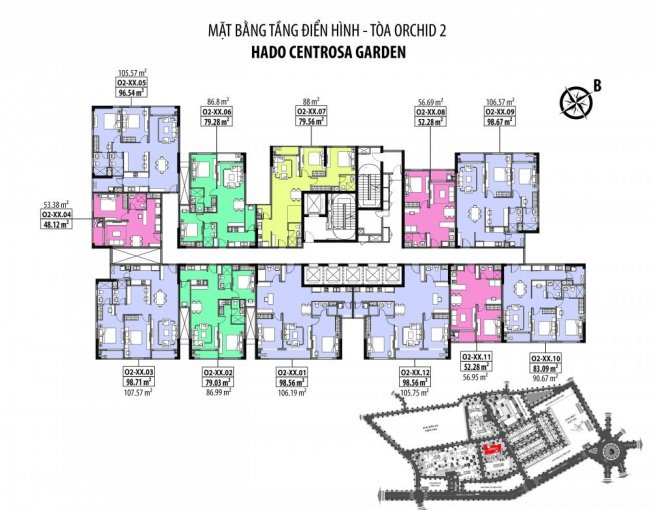 MẶT BẰNG TẦNG ĐIỂN HÌNH - TÒA ORCHID 2
HADO CENTROSA GARDEN
B
105.57 m²
O2-XX.05
96.54 m²
86.8 m²
O2-XX.06
79.28 m²
88 m²
O2-XX.07
79.56 m²
56.69 m²
O2-XX.08
52.28 m²
106.57 m²
O2-XX.09
98.67 m²
53.38 m²
O2-XX.04
48.12 m²
O2-XX.03
98.71 m²
107.57 m²
O2-XX.02
79.03 m²
86.99 m²
O2-XX.01
98.56 m²
106.19 m²
O2-XX.12
98.56 m²
105.75 m²
O2-XX.11
52.28 m²
56.95 m²
O2-XX.10
83.09 m²
90.67 m²